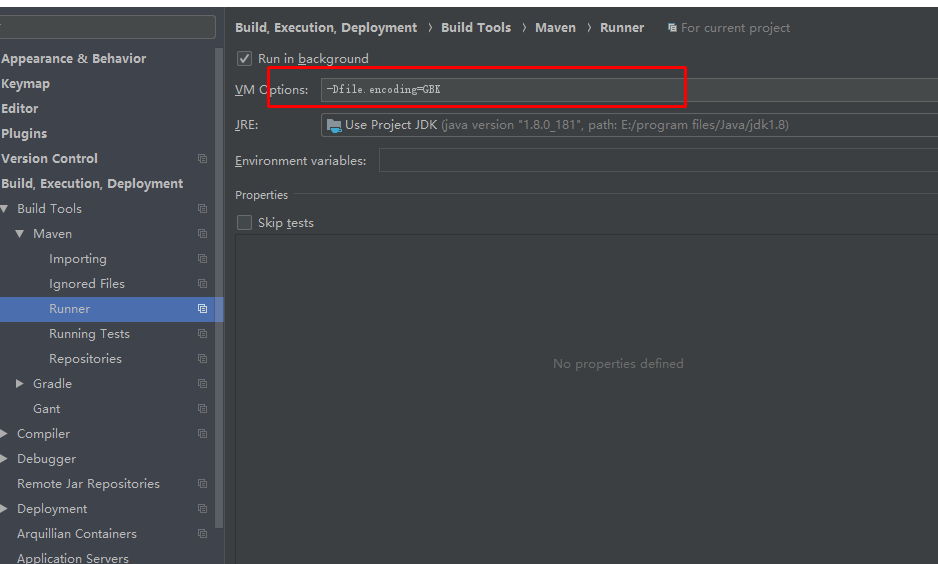 Build, Execution, Deployment › Build Tools › Maven › Runner For current project
Appearance & Behavior
Keymap
Editor
Plugins
Version Control
Build, Execution, Deployment
Build Tools
Maven
Importing
Ignored Files
Runner
Running Tests
Repositories
Gradle
Gant
Compiler
Debugger
Remote Jar Repositories
Deployment
Arquillian Containers
Application Servers
Run in background
VM Options: -Dfile.encoding=GBK
JRE: Use Project JDK (java version "1.8.0_181", path: E:/program files/Java/jdk1.8)
Environment variables:
Properties
Skip tests
No properties defined